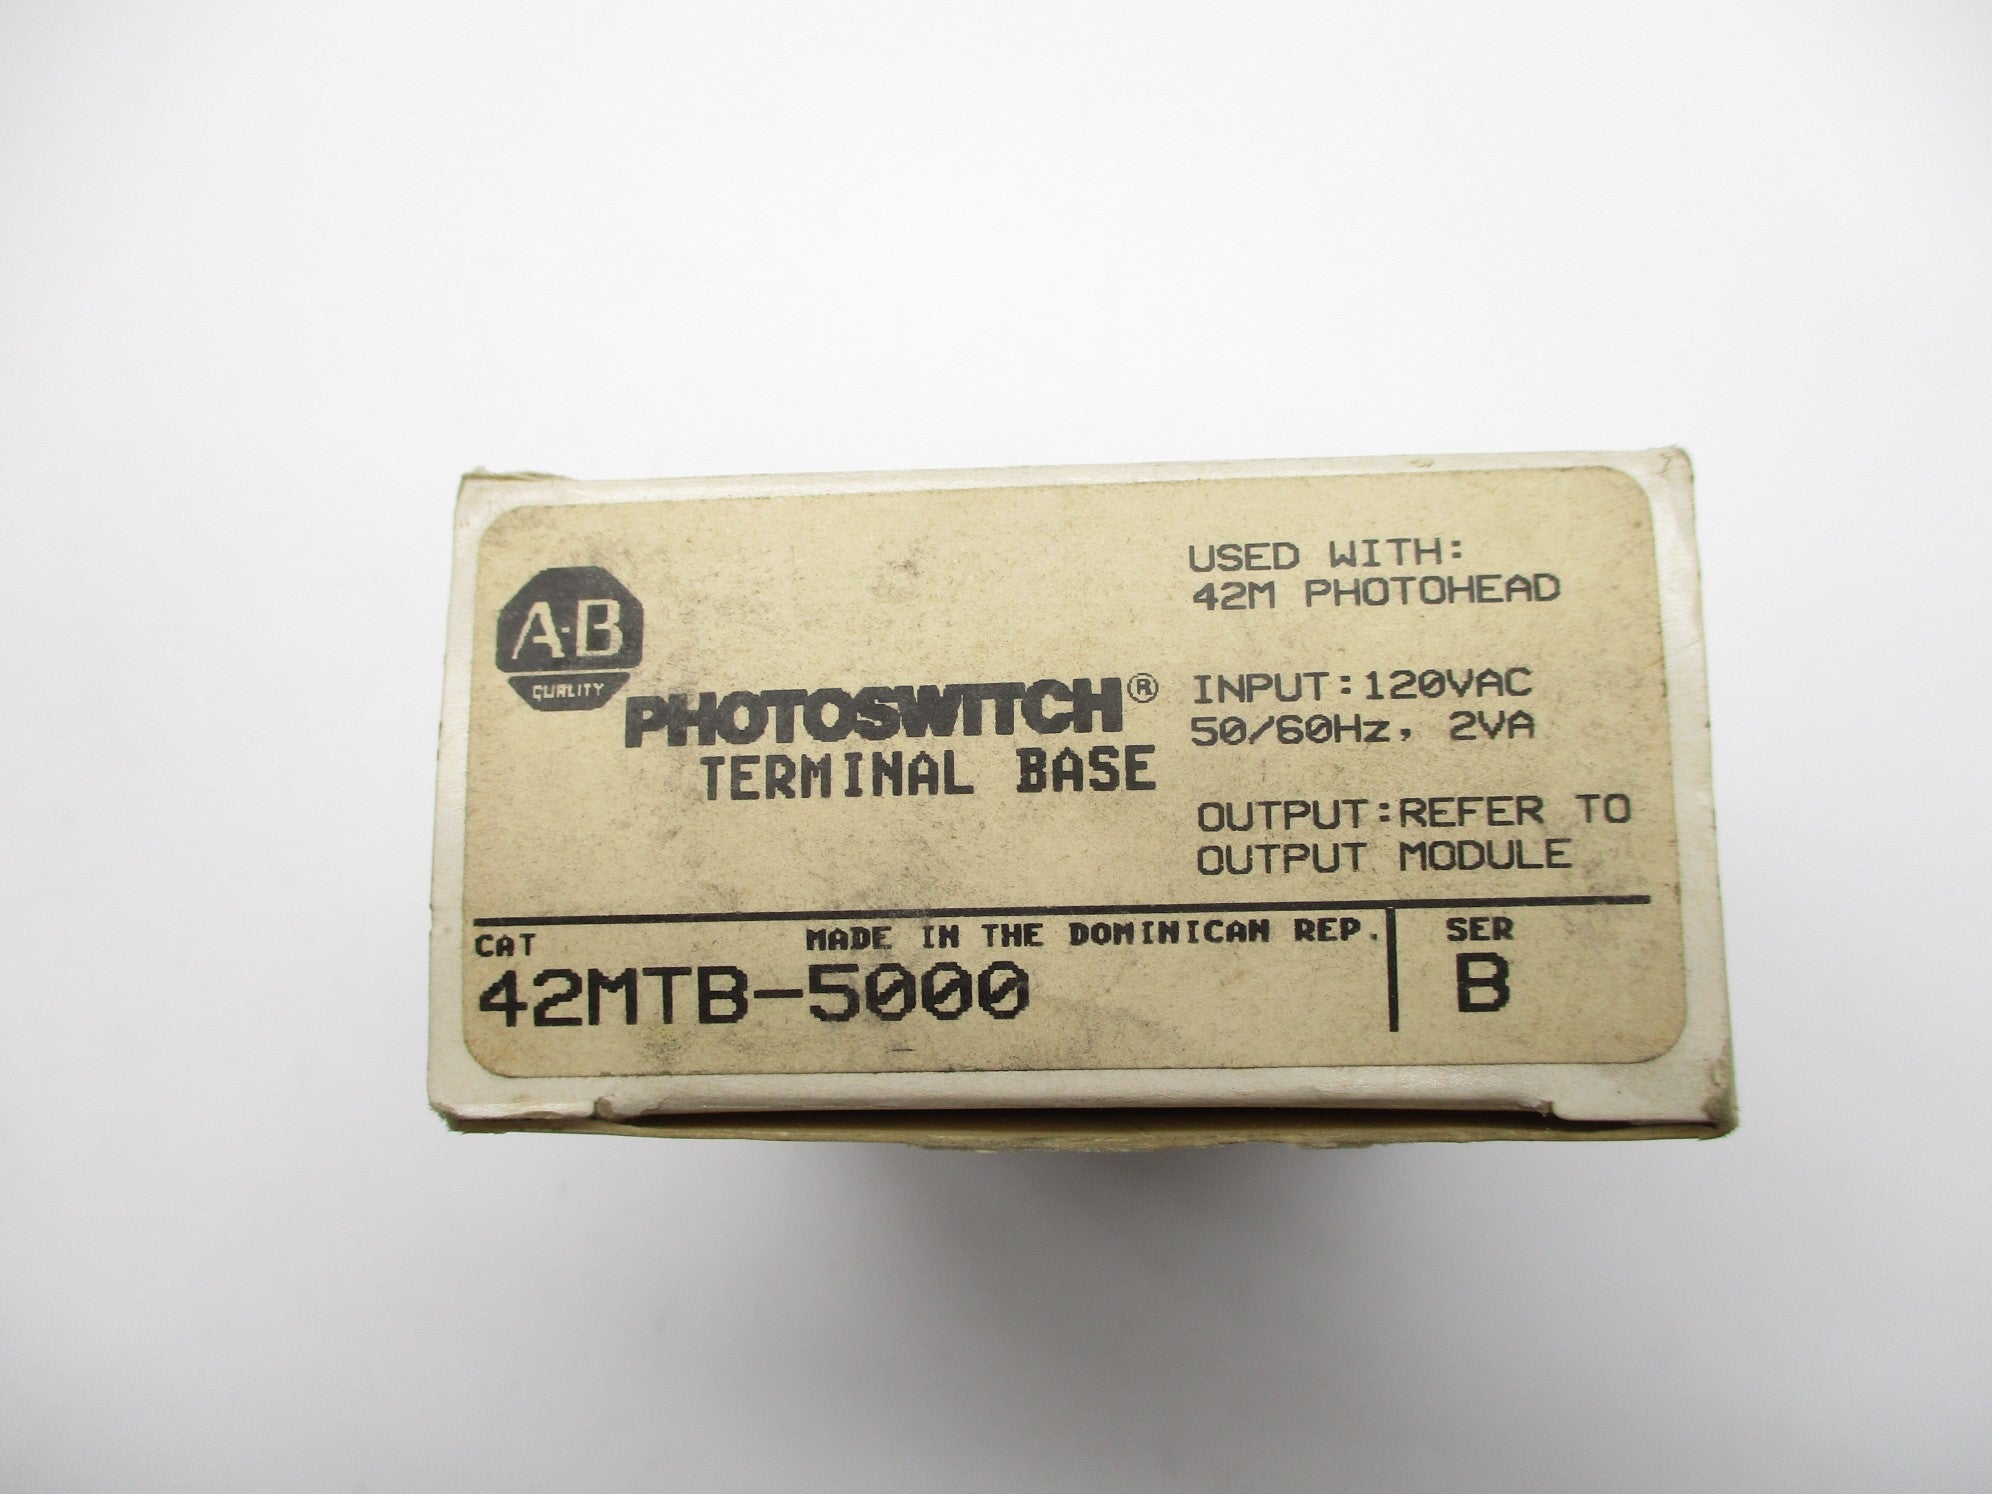 A-B
QUALITY
PHOTOSWITCH®
TERMINAL BASE
USED WITH:
42M PHOTOHEAD
INPUT:120VAC
50/60Hz, 2VA
OUTPUT:REFER TO
OUTPUT MODULE
CAT
MADE IN THE DOMINICAN REP.
42MTB-5000
SER
B